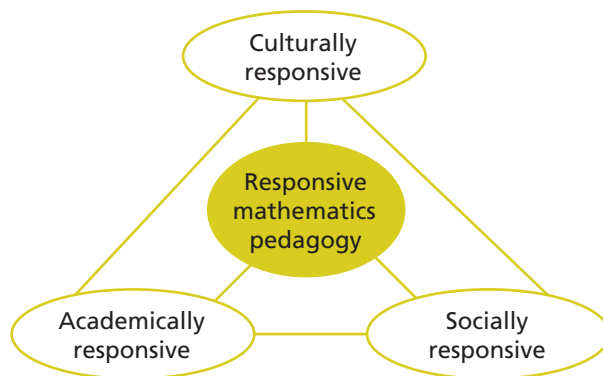 Culturally
responsive
Responsive
mathematics
pedagogy
Academically
responsive
Socially
responsive